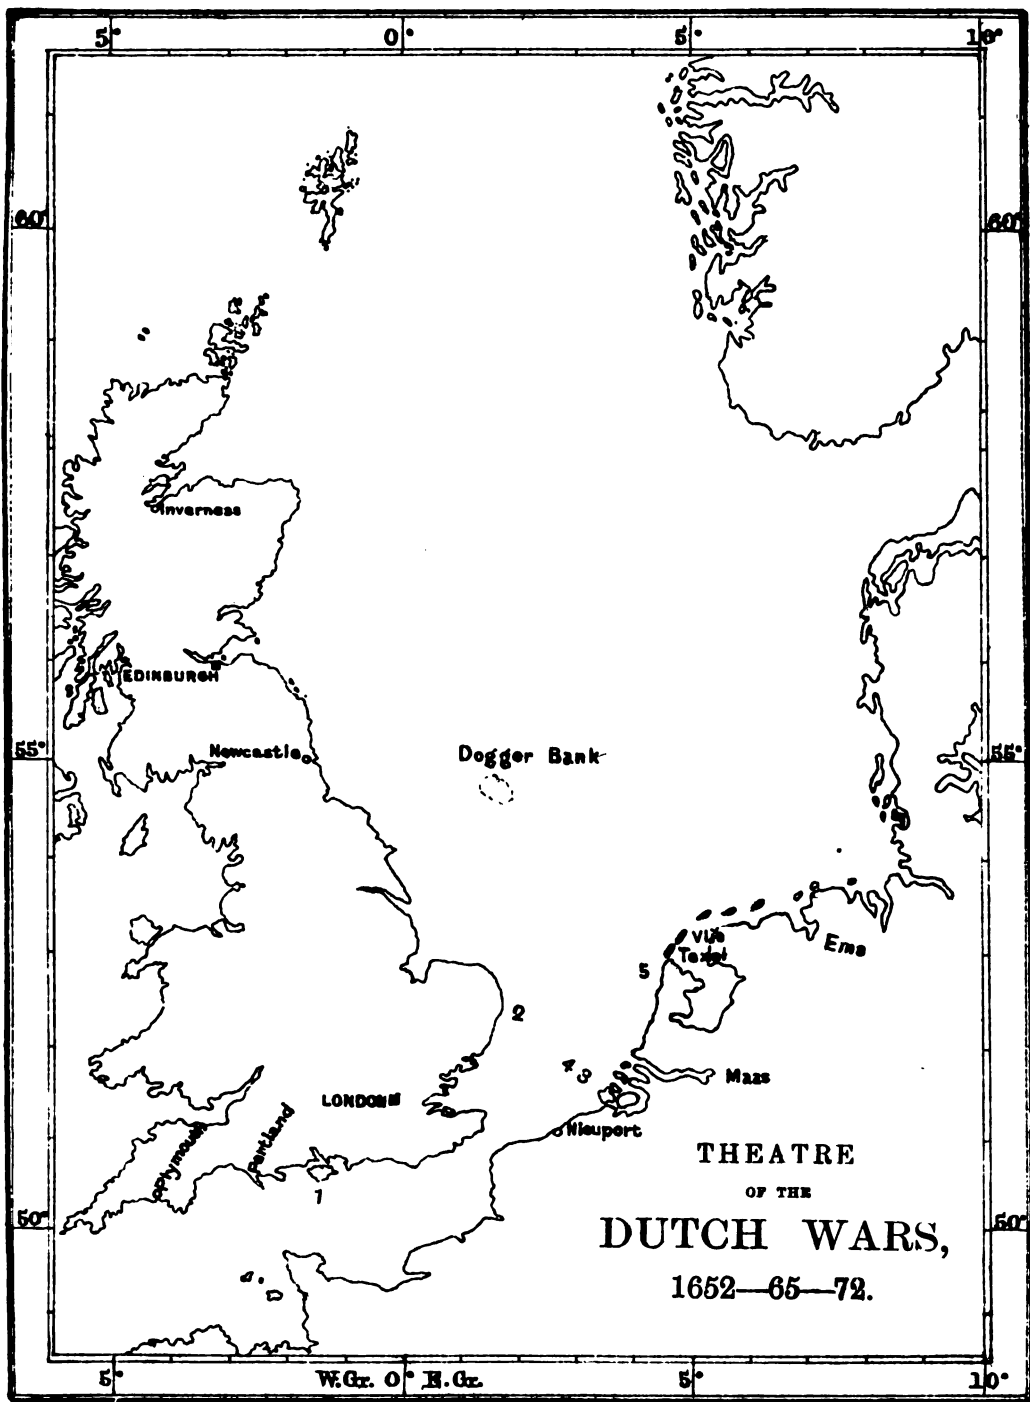 5° 0° 5° 10°
60° 60°
Inverness
EDINBURGH
Newcastle
Dogger Bank
55° 55°
Vlie
Texel
Ems
5
2
4 3
Maas
LONDON
Nieuport
Plymouth
Portland
1
THEATRE
OF THE
DUTCH WARS,
1652—65—72.
50° 50°
5° W.Gr. 0° E.Gr. 5° 10°